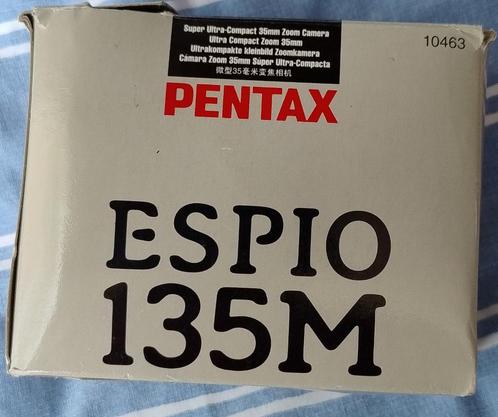 Super Ultra-Compact 35mm Zoom Camera
Ultra Compact Zoom 35mm
Ultrakompakte kleinbild Zoomkamera
Cámara Zoom 35mm Súper Ultra-Compacta
微型35毫米变焦相机
10463
PENTAX
ESPIO
135M